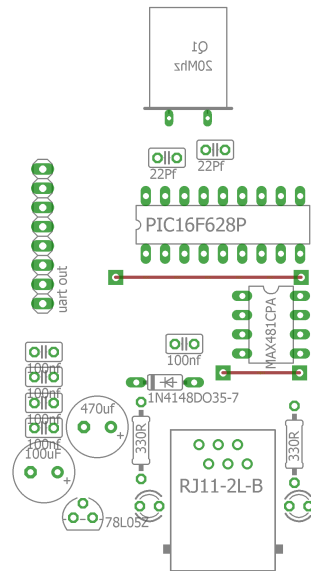 Q1
20Mhz
22Pf
22Pf
PIC16F628P
uart out
MAX481CPA
100nf
100nf
100nf
100nf
100nf
1N4148DO35-7
470uf
+
330R
330R
100uF
+
RJ11-2L-B
78L05Z